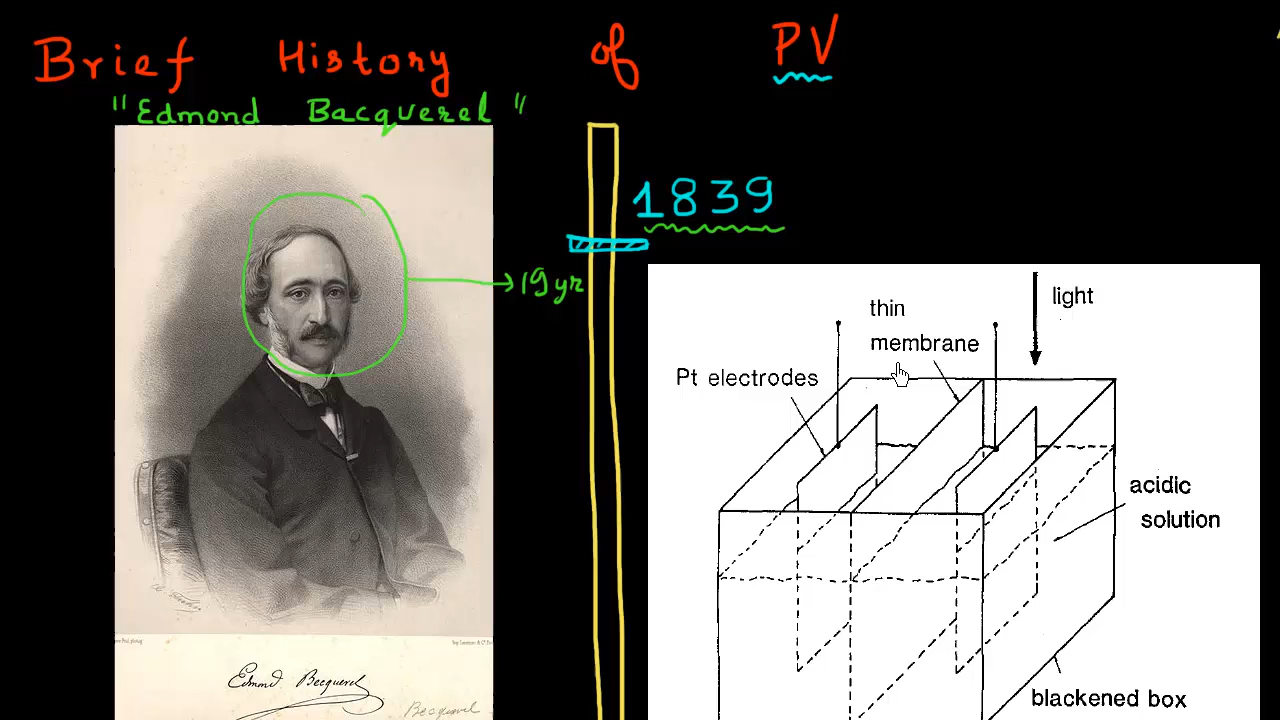 Brief History of PV
"Edmond Bacquerel"
1839
19yr
light
thin
membrane
Pt electrodes
acidic
solution
blackened box
Edmond Becquerel
Becquerel